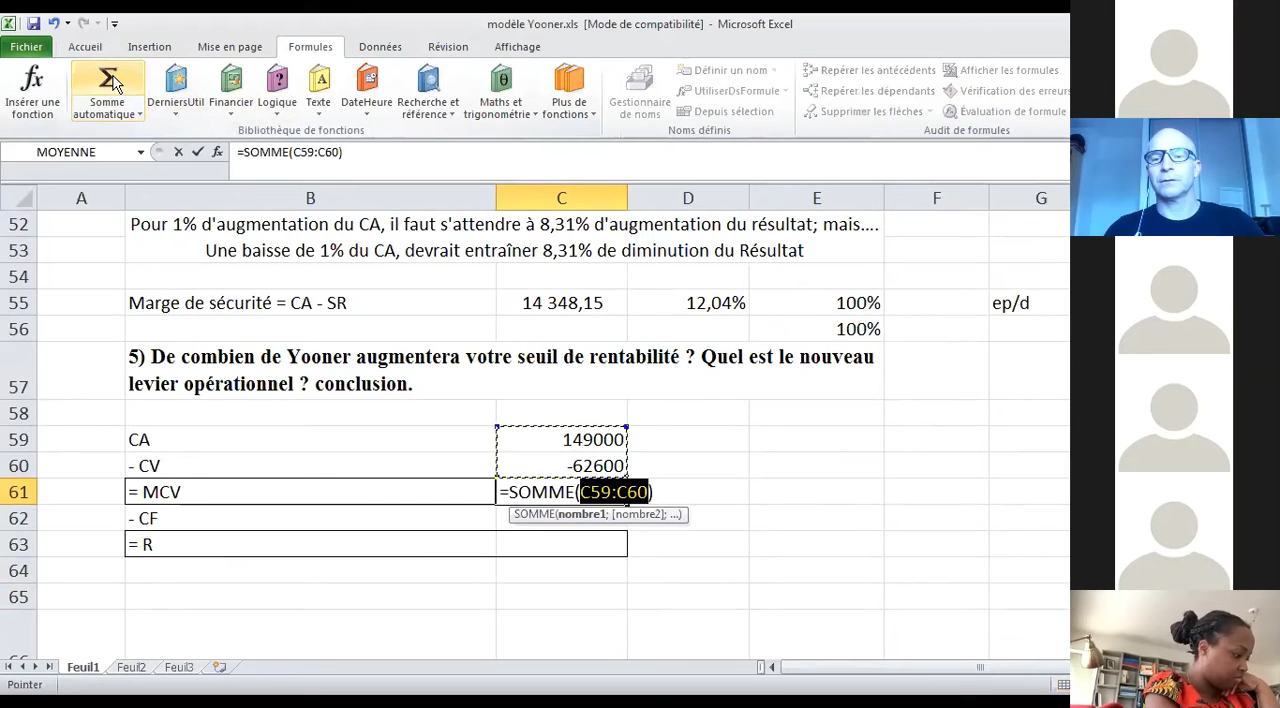 modèle Yooner.xls [Mode de compatibilité] - Microsoft Excel
Fichier Accueil Insertion Mise en page Formules Données Révision Affichage
fx Σ A θ
Insérer une fonction
Somme automatique
DerniersUtil
Financier
Logique
Texte
DateHeure
Recherche et référence
Maths et trigonométrie
Plus de fonctions
Bibliothèque de fonctions
Gestionnaire de noms
Définir un nom
UtiliserDsFormule
Depuis sélection
Noms définis
Repérer les antécédents
Repérer les dépendants
Supprimer les flèches
Afficher les formules
Vérification des erreurs
Évaluation de formule
Audit de formules
MOYENNE fx =SOMME(C59:C60)
A B C D E F G
52 Pour 1% d'augmentation du CA, il faut s'attendre à 8,31% d'augmentation du résultat; mais....
53 Une baisse de 1% du CA, devrait entraîner 8,31% de diminution du Résultat
54
55 Marge de sécurité = CA - SR 14 348,15 12,04% 100% ep/d
56 100%
5) De combien de Yooner augmentera votre seuil de rentabilité ? Quel est le nouveau
57 levier opérationnel ? conclusion.
58
59 CA 149000
60 - CV -62600
61 = MCV =SOMME(C59:C60)
62 - CF SOMME(nombre1; [nombre2]; ...)
63 = R
64
65
Feuil1 Feuil2 Feuil3
Pointer